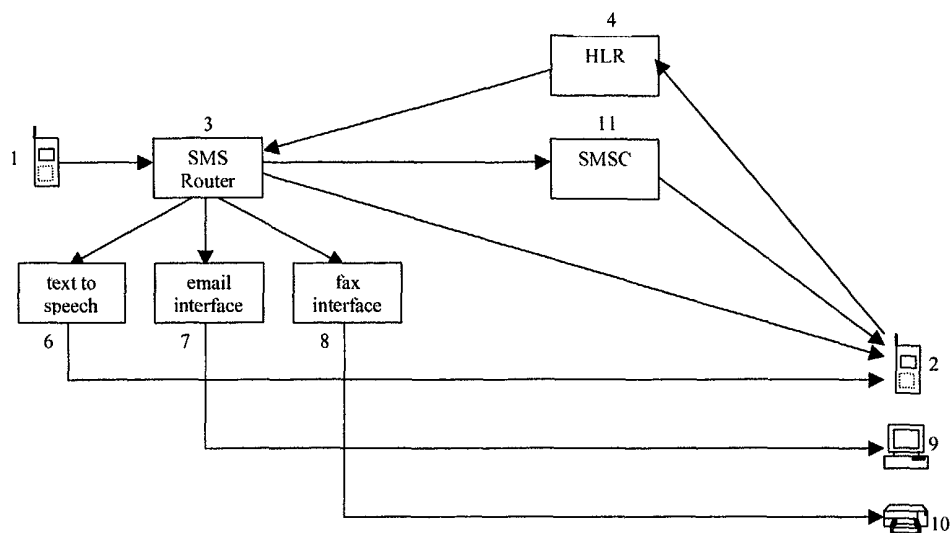 4
HLR
11
SMSC
3
SMS
Router
1
text to
speech
email
interface
fax
interface
6
7
8
2
9
10